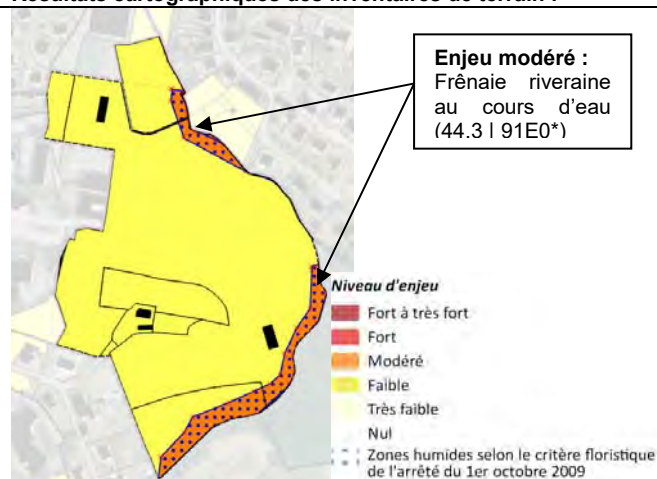 Résultats cartographiques des inventaires de terrain :
Enjeu modéré :
Frênaie riveraine
au cours d'eau
(44.3 | 91E0*)
Niveau d'enjeu
Fort à très fort
Fort
Modéré
Faible
Très faible
Nul
Zones humides selon le critère floristique
de l'arrêté du 1er octobre 2009